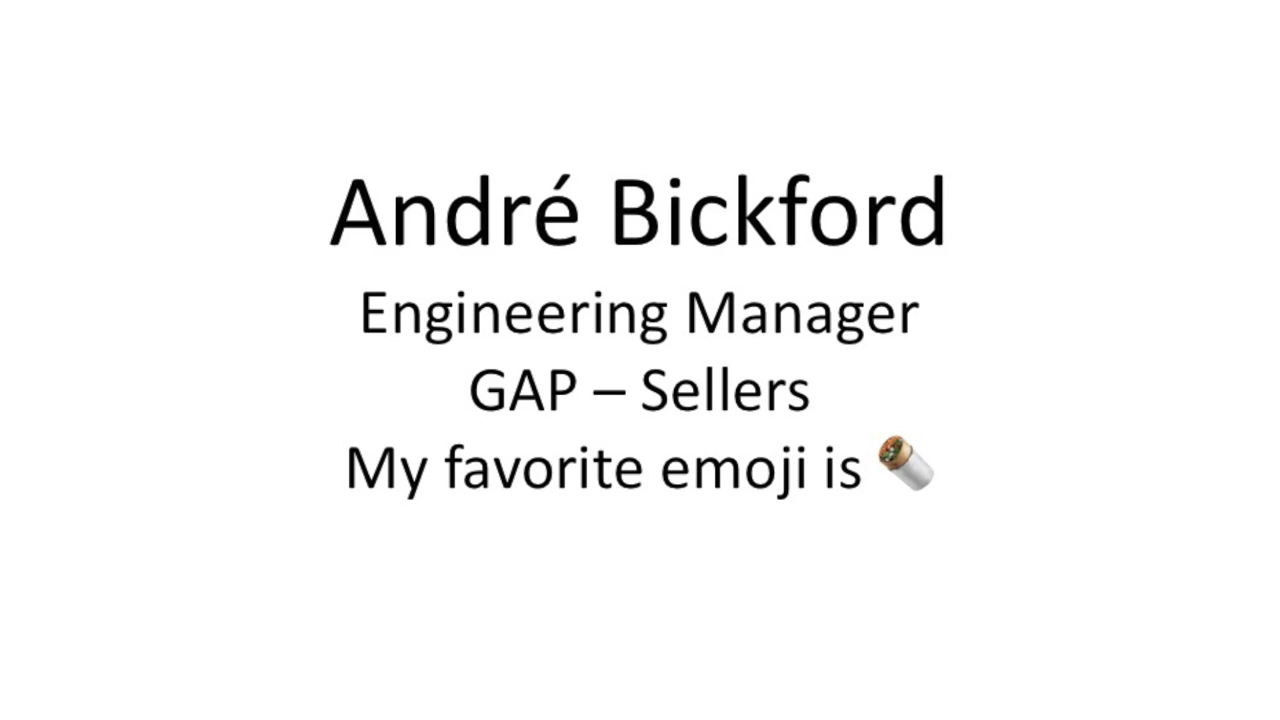 André Bickford
Engineering Manager
GAP – Sellers
My favorite emoji is 🌯